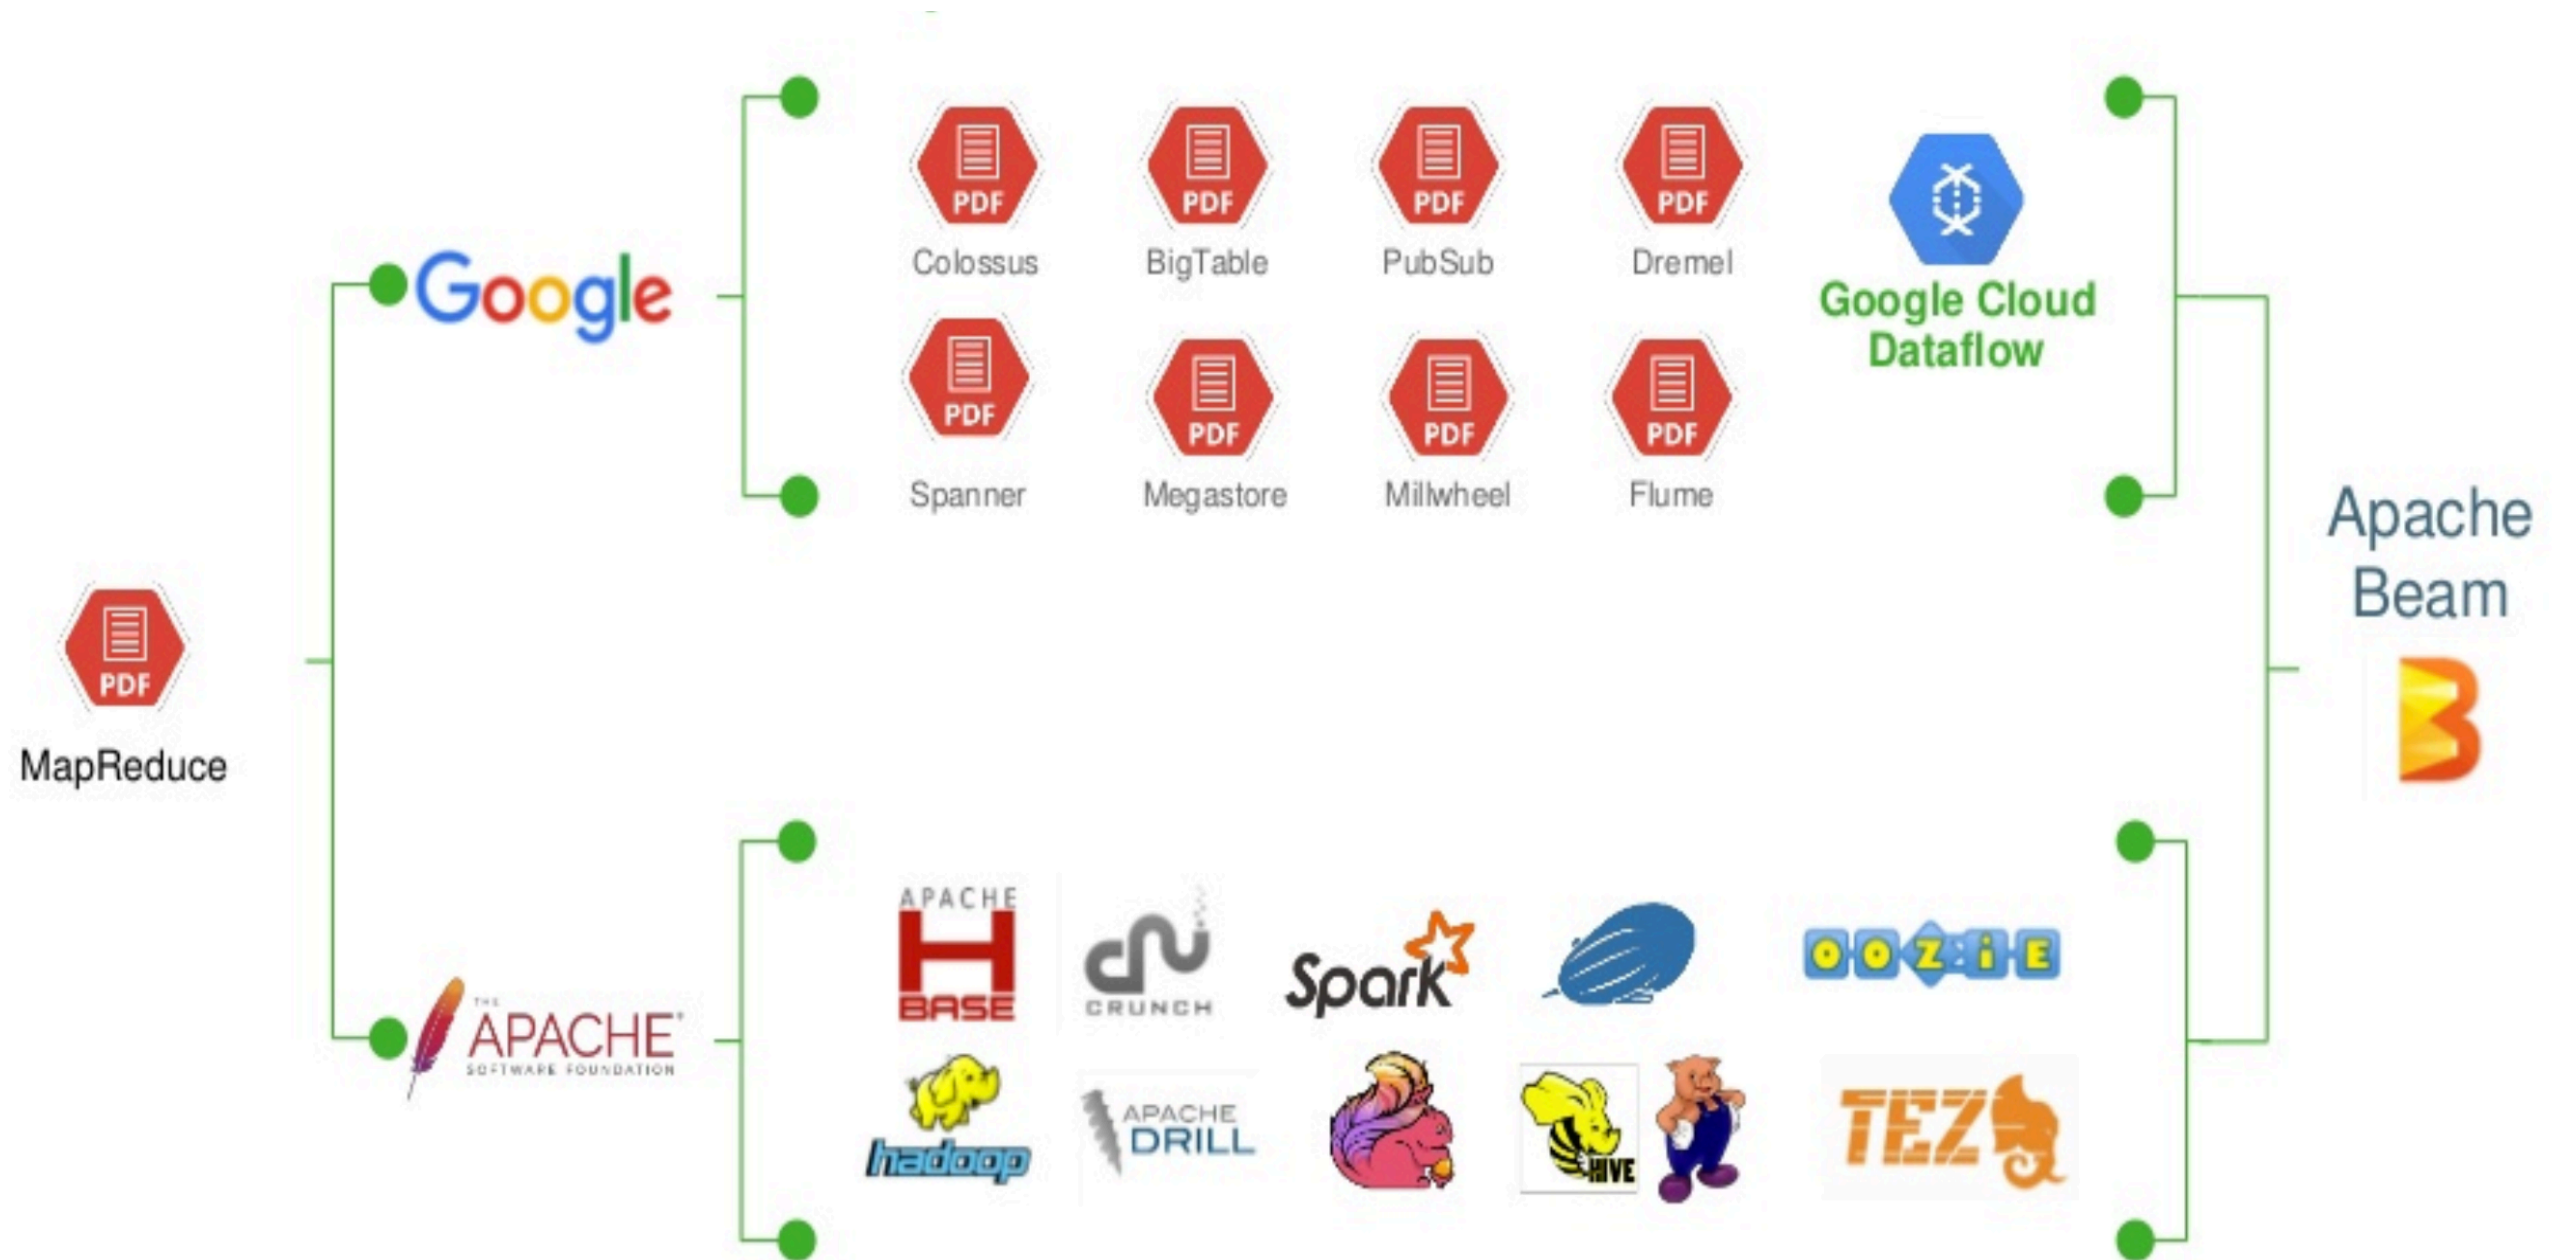 PDF
MapReduce
Google
THE
APACHE®
SOFTWARE FOUNDATION
PDF
Colossus
PDF
BigTable
PDF
PubSub
PDF
Dremel
PDF
Spanner
PDF
Megastore
PDF
Millwheel
PDF
Flume
Google Cloud
Dataflow
APACHE
H
BASE
CRUNCH
Spark
OOZiE
hadoop
APACHE
DRILL
HIVE
TEZ
Apache
Beam